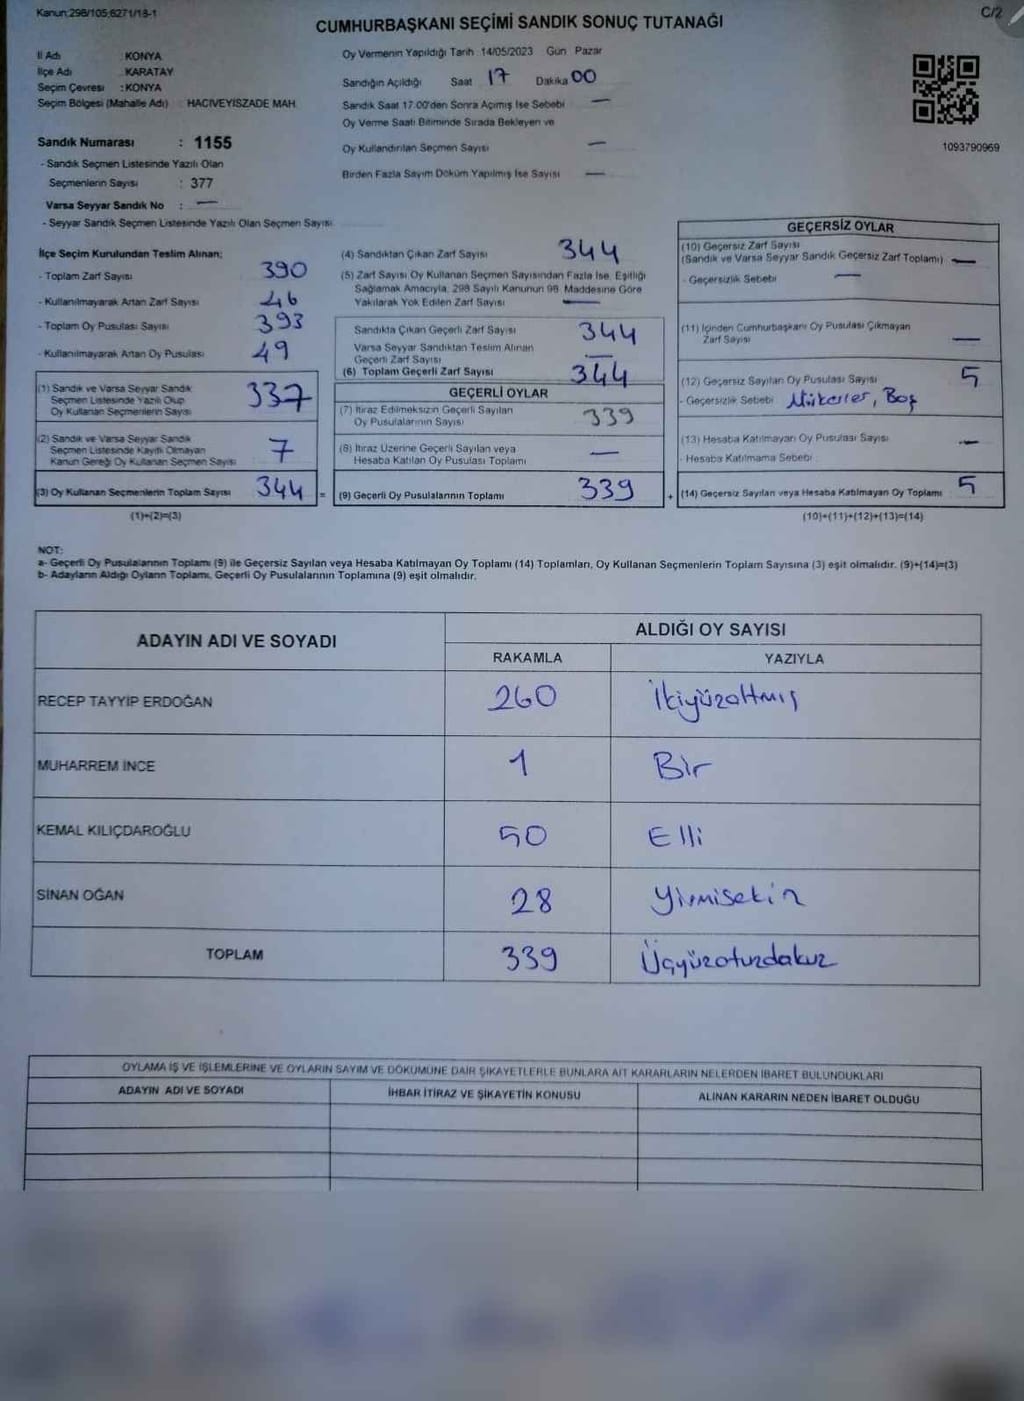 Kanun:298/105;6271/18-1
C/2
CUMHURBAŞKANI SEÇİMİ SANDIK SONUÇ TUTANAĞI
İl Adı : KONYA
İlçe Adı : KARATAY
Seçim Çevresi : KONYA
Seçim Bölgesi (Mahalle Adı) HACIVEYISZADE MAH.
Sandık Numarası : 1155
- Sandık Seçmen Listesinde Yazılı Olan
Seçmenlerin Sayısı : 377
Varsa Seyyar Sandık No : —
- Seyyar Sandık Seçmen Listesinde Yazılı Olan Seçmen Sayısı
Oy Vermenin Yapıldığı Tarih 14/05/2023 Gün Pazar
Sandığın Açıldığı Saat 17 Dakika 00
Sandık Saat 17.00'den Sonra Açımış İse Sebebi —
Oy Verme Saati Bitiminde Sırada Bekleyen ve
Oy Kullandırılan Seçmen Sayısı —
Birden Fazla Sayım Döküm Yapılmış İse Sayısı —
1093790969
İlçe Seçim Kurulundan Teslim Alınan;
- Toplam Zarf Sayısı 390
- Kullanılmayarak Artan Zarf Sayısı 46
- Toplam Oy Pusulası Sayısı 393
- Kullanılmayarak Artan Oy Pusulası 49
(1) Sandık ve Varsa Seyyar Sandık
Seçmen Listesinde Yazılı Olup
Oy Kullanan Seçmenlerin Sayısı 337
(2) Sandık ve Varsa Seyyar Sandık
Seçmen Listesinde Kayıtlı Olmayan
Kanun Gereği Oy Kullanan Seçmen Sayısı 7
(3) Oy Kullanan Seçmenlerin Toplam Sayısı 344 =
(1)+(2)=(3)
(4) Sandıktan Çıkan Zarf Sayısı 344
(5) Zarf Sayısı Oy Kullanan Seçmen Sayısından Fazla İse, Eşitliği
Sağlamak Amacıyla, 298 Sayılı Kanunun 98. Maddesine Göre
Yakılarak Yok Edilen Zarf Sayısı —
Sandıkta Çıkan Geçerli Zarf Sayısı 344
Varsa Seyyar Sandıktan Teslim Alınan
Geçerli Zarf Sayısı —
(6) Toplam Geçerli Zarf Sayısı 344
GEÇERLİ OYLAR
(7) İtiraz Edilmeksizin Geçerli Sayılan
Oy Pusulalarının Sayısı 339
(8) İtiraz Üzerine Geçerli Sayılan veya
Hesaba Katılan Oy Pusulası Toplamı —
(9) Geçerli Oy Pusulalarının Toplamı 339 +
GEÇERSİZ OYLAR
(10) Geçersiz Zarf Sayısı
(Sandık ve Varsa Seyyar Sandık Geçersiz Zarf Toplamı) —
- Geçersizlik Sebebi —
(11) İçinden Cumhurbaşkanı Oy Pusulası Çıkmayan
Zarf Sayısı —
(12) Geçersiz Sayılan Oy Pusulası Sayısı 5
- Geçersizlik Sebebi Mükerrer, Boş
(13) Hesaba Katılmayan Oy Pusulası Sayısı —
- Hesaba Katılmama Sebebi
(14) Geçersiz Sayılan veya Hesaba Katılmayan Oy Toplamı 5
(10)+(11)+(12)+(13)=(14)
NOT:
a- Geçerli Oy Pusulalarının Toplamı (9) ile Geçersiz Sayılan veya Hesaba Katılmayan Oy Toplamı (14) Toplamları, Oy Kullanan Seçmenlerin Toplam Sayısına (3) eşit olmalıdır. (9)+(14)=(3)
b- Adayların Aldığı Oyların Toplamı, Geçerli Oy Pusulalarının Toplamına (9) eşit olmalıdır.
ADAYIN ADI VE SOYADI
ALDIĞI OY SAYISI
RAKAMLA YAZIYLA
RECEP TAYYİP ERDOĞAN 260 İkiyüzaltmış
MUHARREM İNCE 1 Bir
KEMAL KILIÇDAROĞLU 50 Elli
SİNAN OĞAN 28 Yirmisekiz
TOPLAM 339 Üçyüzotuzdokuz
OYLAMA İŞ VE İŞLEMLERİNE VE OYLARIN SAYIM VE DÖKÜMÜNE DAİR ŞİKAYETLERLE BUNLARA AİT KARARLARIN NELERDEN İBARET BULUNDUKLARI
ADAYIN ADI VE SOYADI
İHBAR İTİRAZ VE ŞİKAYETİN KONUSU
ALINAN KARARIN NEDEN İBARET OLDUĞU